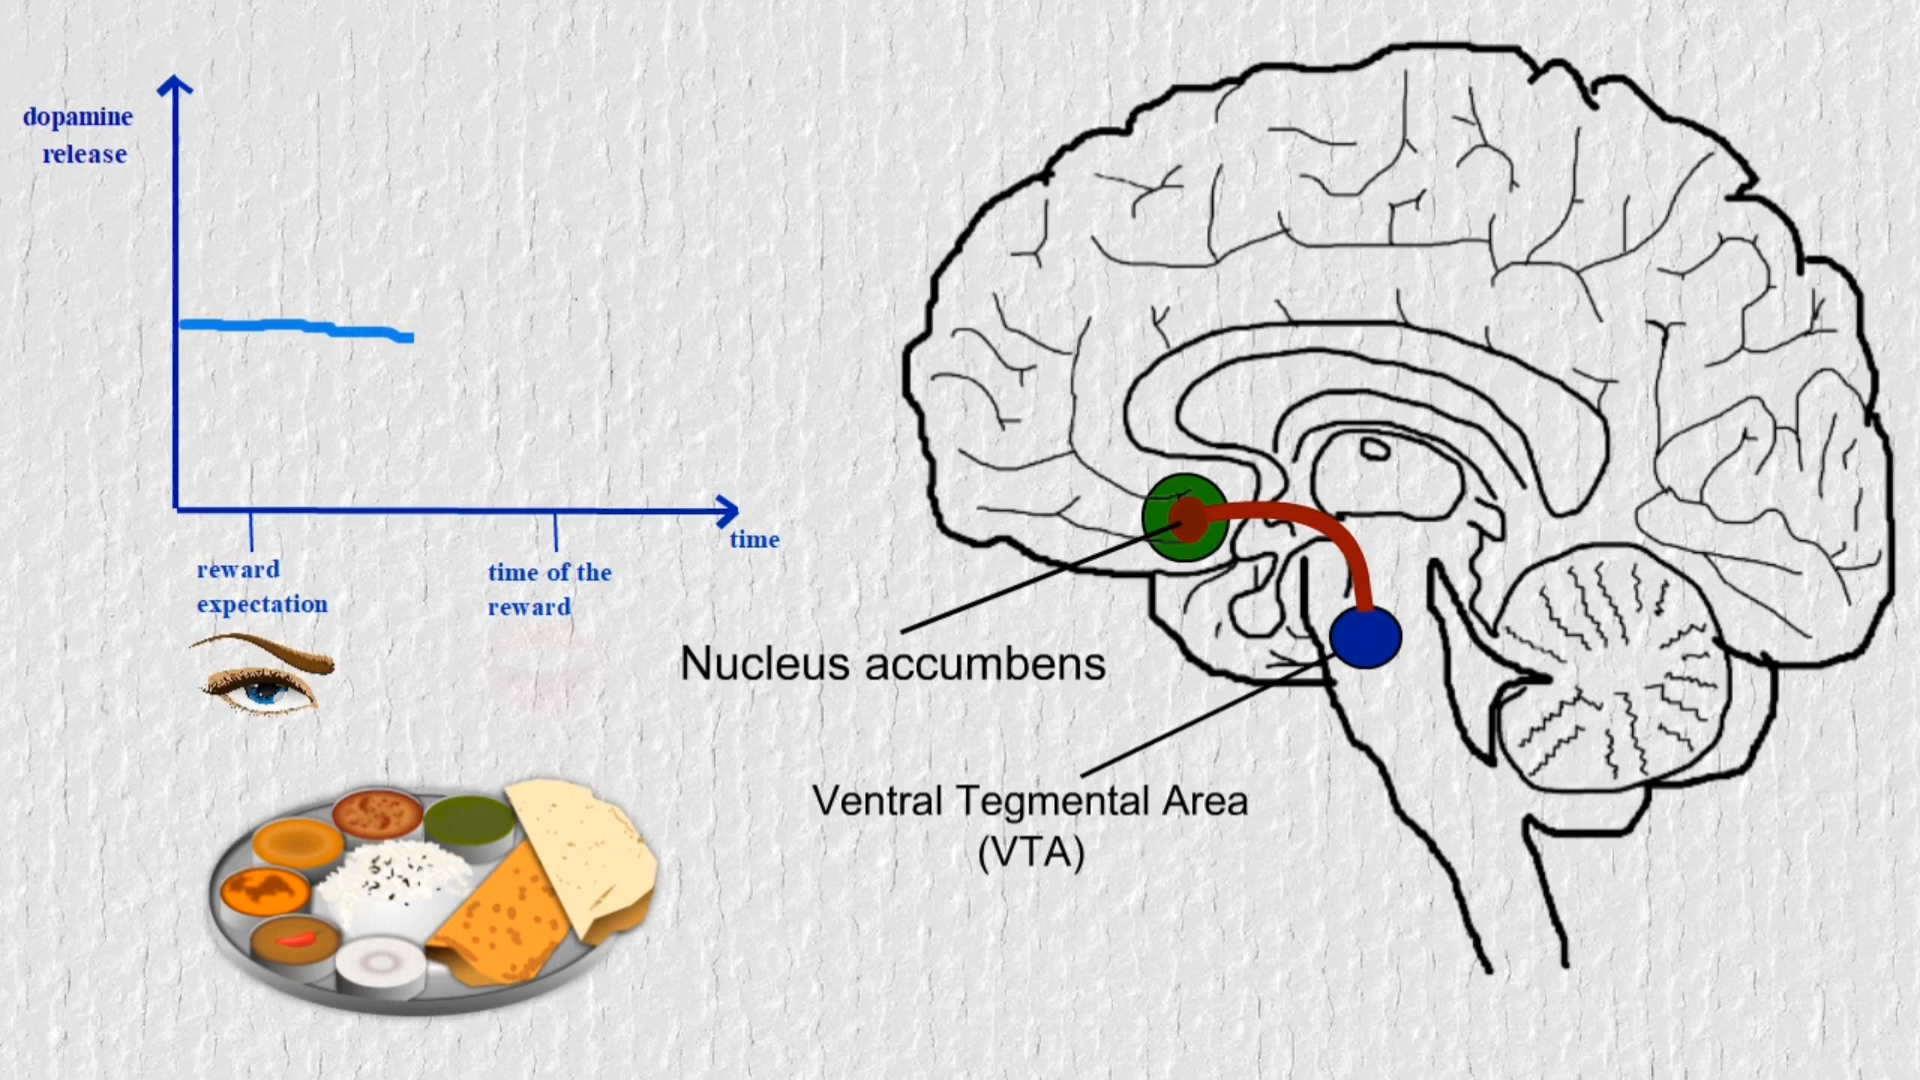 dopamine
release
time
reward
expectation
time of the
reward
Nucleus accumbens
Ventral Tegmental Area
(VTA)